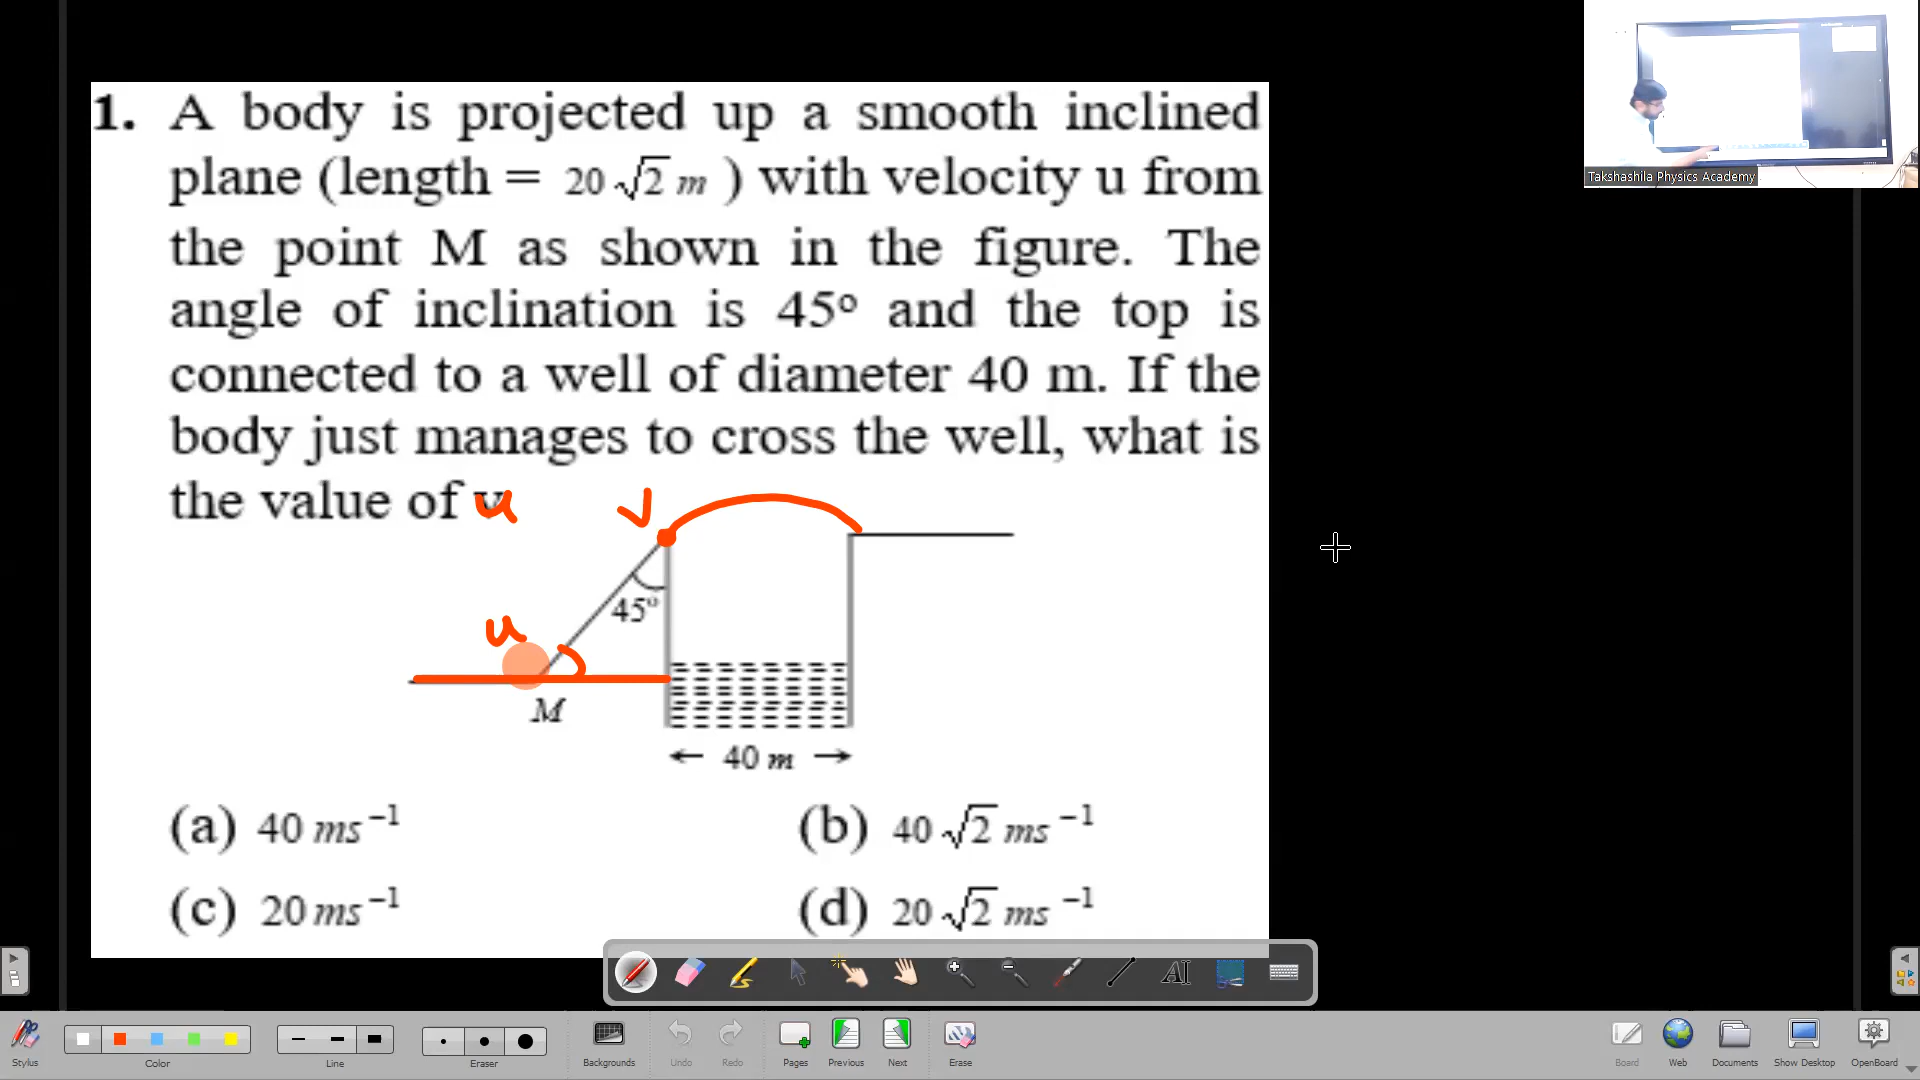 Takshashila Physics Academy
1. A body is projected up a smooth inclined
plane (length = 20 √2 m ) with velocity u from
the point M as shown in the figure. The
angle of inclination is 45º and the top is
connected to a well of diameter 40 m. If the
body just manages to cross the well, what is
the value of u
V
45º
u
M
40 m
(a) 40 ms⁻¹
(b) 40 √2 ms⁻¹
(c) 20 ms⁻¹
(d) 20 √2 ms⁻¹
AI
Stylus
Color
Line
Eraser
Backgrounds
Undo
Redo
Pages
Previous
Next
Erase
Board
Web
Documents
Show Desktop
OpenBoard